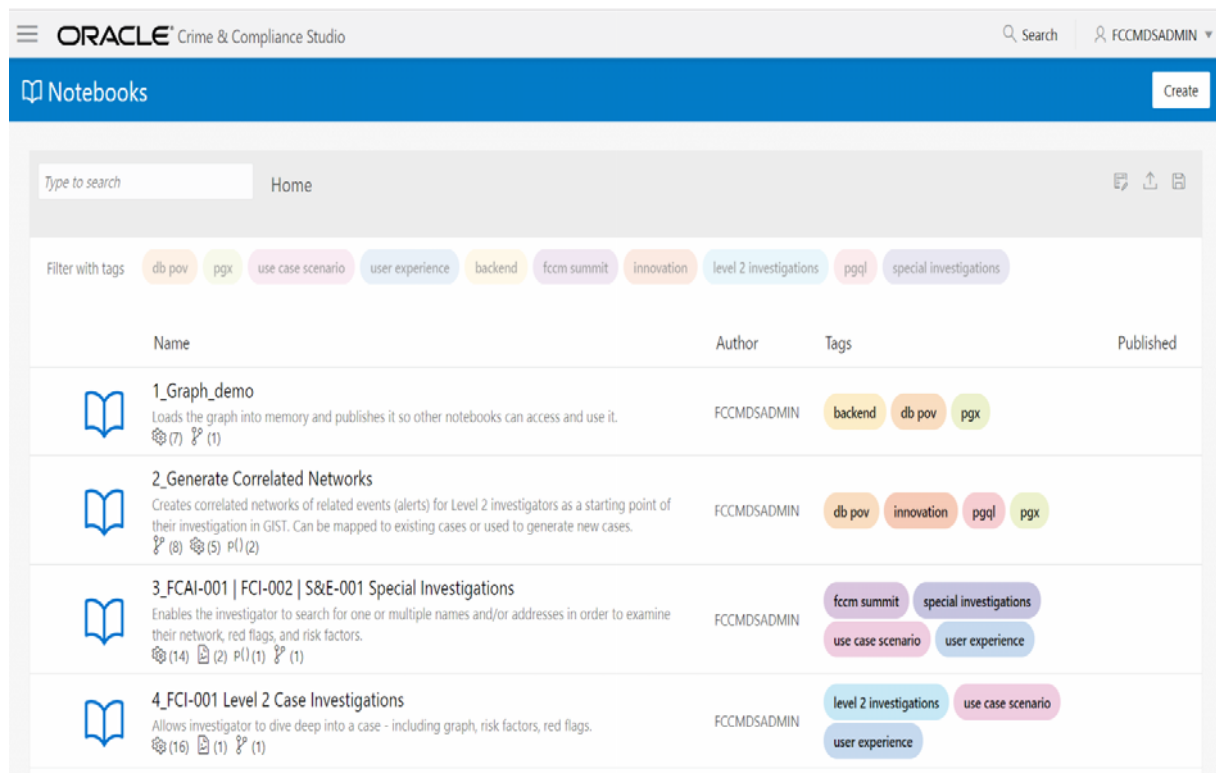 ORACLE® Crime & Compliance Studio
Search
FCCMDSADMIN
Notebooks
Create
Type to search
Home
Filter with tags
db pov
pgx
use case scenario
user experience
backend
fccm summit
innovation
level 2 investigations
pgql
special investigations
Name
Author
Tags
Published
1_Graph_demo
Loads the graph into memory and publishes it so other notebooks can access and use it.
(7) (1)
FCCMDSADMIN
backend
db pov
pgx
2_Generate Correlated Networks
Creates correlated networks of related events (alerts) for Level 2 investigators as a starting point of
their investigation in GIST. Can be mapped to existing cases or used to generate new cases.
(8) (5) P() (2)
FCCMDSADMIN
db pov
innovation
pgql
pgx
3_FCAI-001 | FCI-002 | S&E-001 Special Investigations
Enables the investigator to search for one or multiple names and/or addresses in order to examine
their network, red flags, and risk factors.
(14) (2) P() (1) (1)
FCCMDSADMIN
fccm summit
special investigations
use case scenario
user experience
4_FCI-001 Level 2 Case Investigations
Allows investigator to dive deep into a case - including graph, risk factors, red flags.
(16) (1) (1)
FCCMDSADMIN
level 2 investigations
use case scenario
user experience